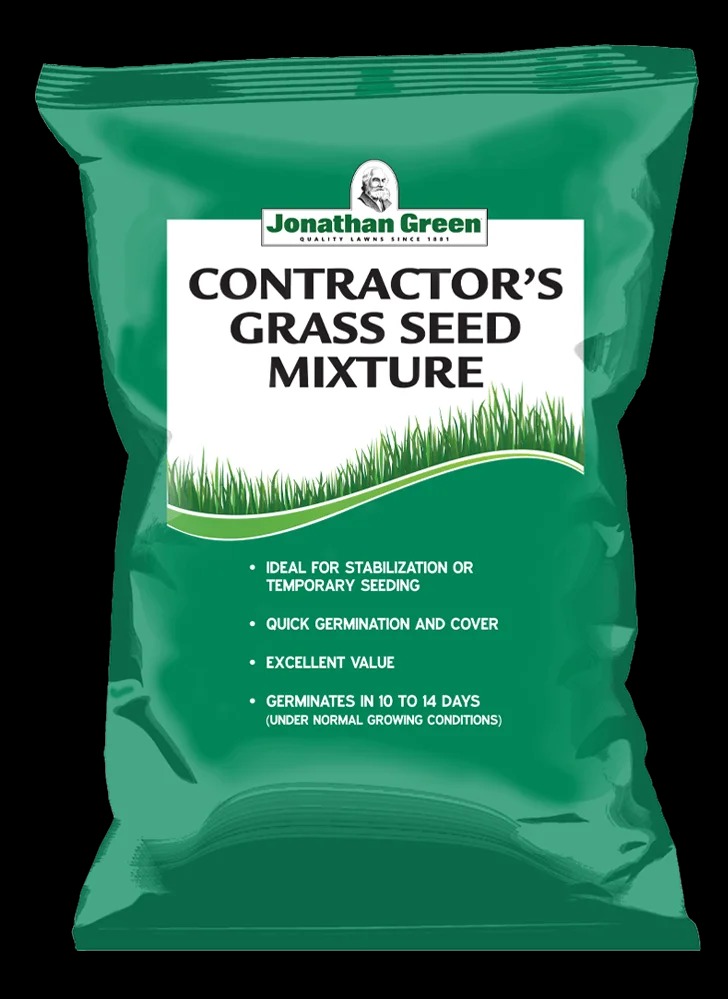 Jonathan Green
QUALITY LAWNS SINCE 1881
CONTRACTOR'S
GRASS SEED
MIXTURE
• IDEAL FOR STABILIZATION OR
TEMPORARY SEEDING
• QUICK GERMINATION AND COVER
• EXCELLENT VALUE
• GERMINATES IN 10 TO 14 DAYS
(UNDER NORMAL GROWING CONDITIONS)